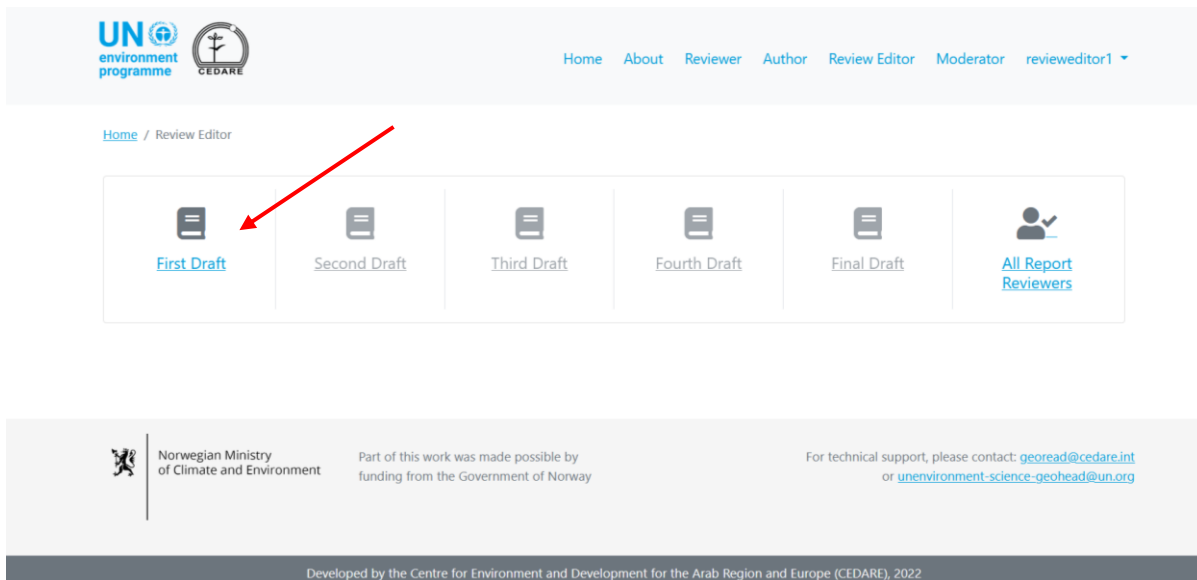 UN
environment
programme
CEDARE
Home About Reviewer Author Review Editor Moderator revieweditor1
Home / Review Editor
First Draft
Second Draft
Third Draft
Fourth Draft
Final Draft
All Report
Reviewers
Norwegian Ministry
of Climate and Environment
Part of this work was made possible by
funding from the Government of Norway
For technical support, please contact: georead@cedare.int
or unenvironment-science-geohead@un.org
Developed by the Centre for Environment and Development for the Arab Region and Europe (CEDARE), 2022